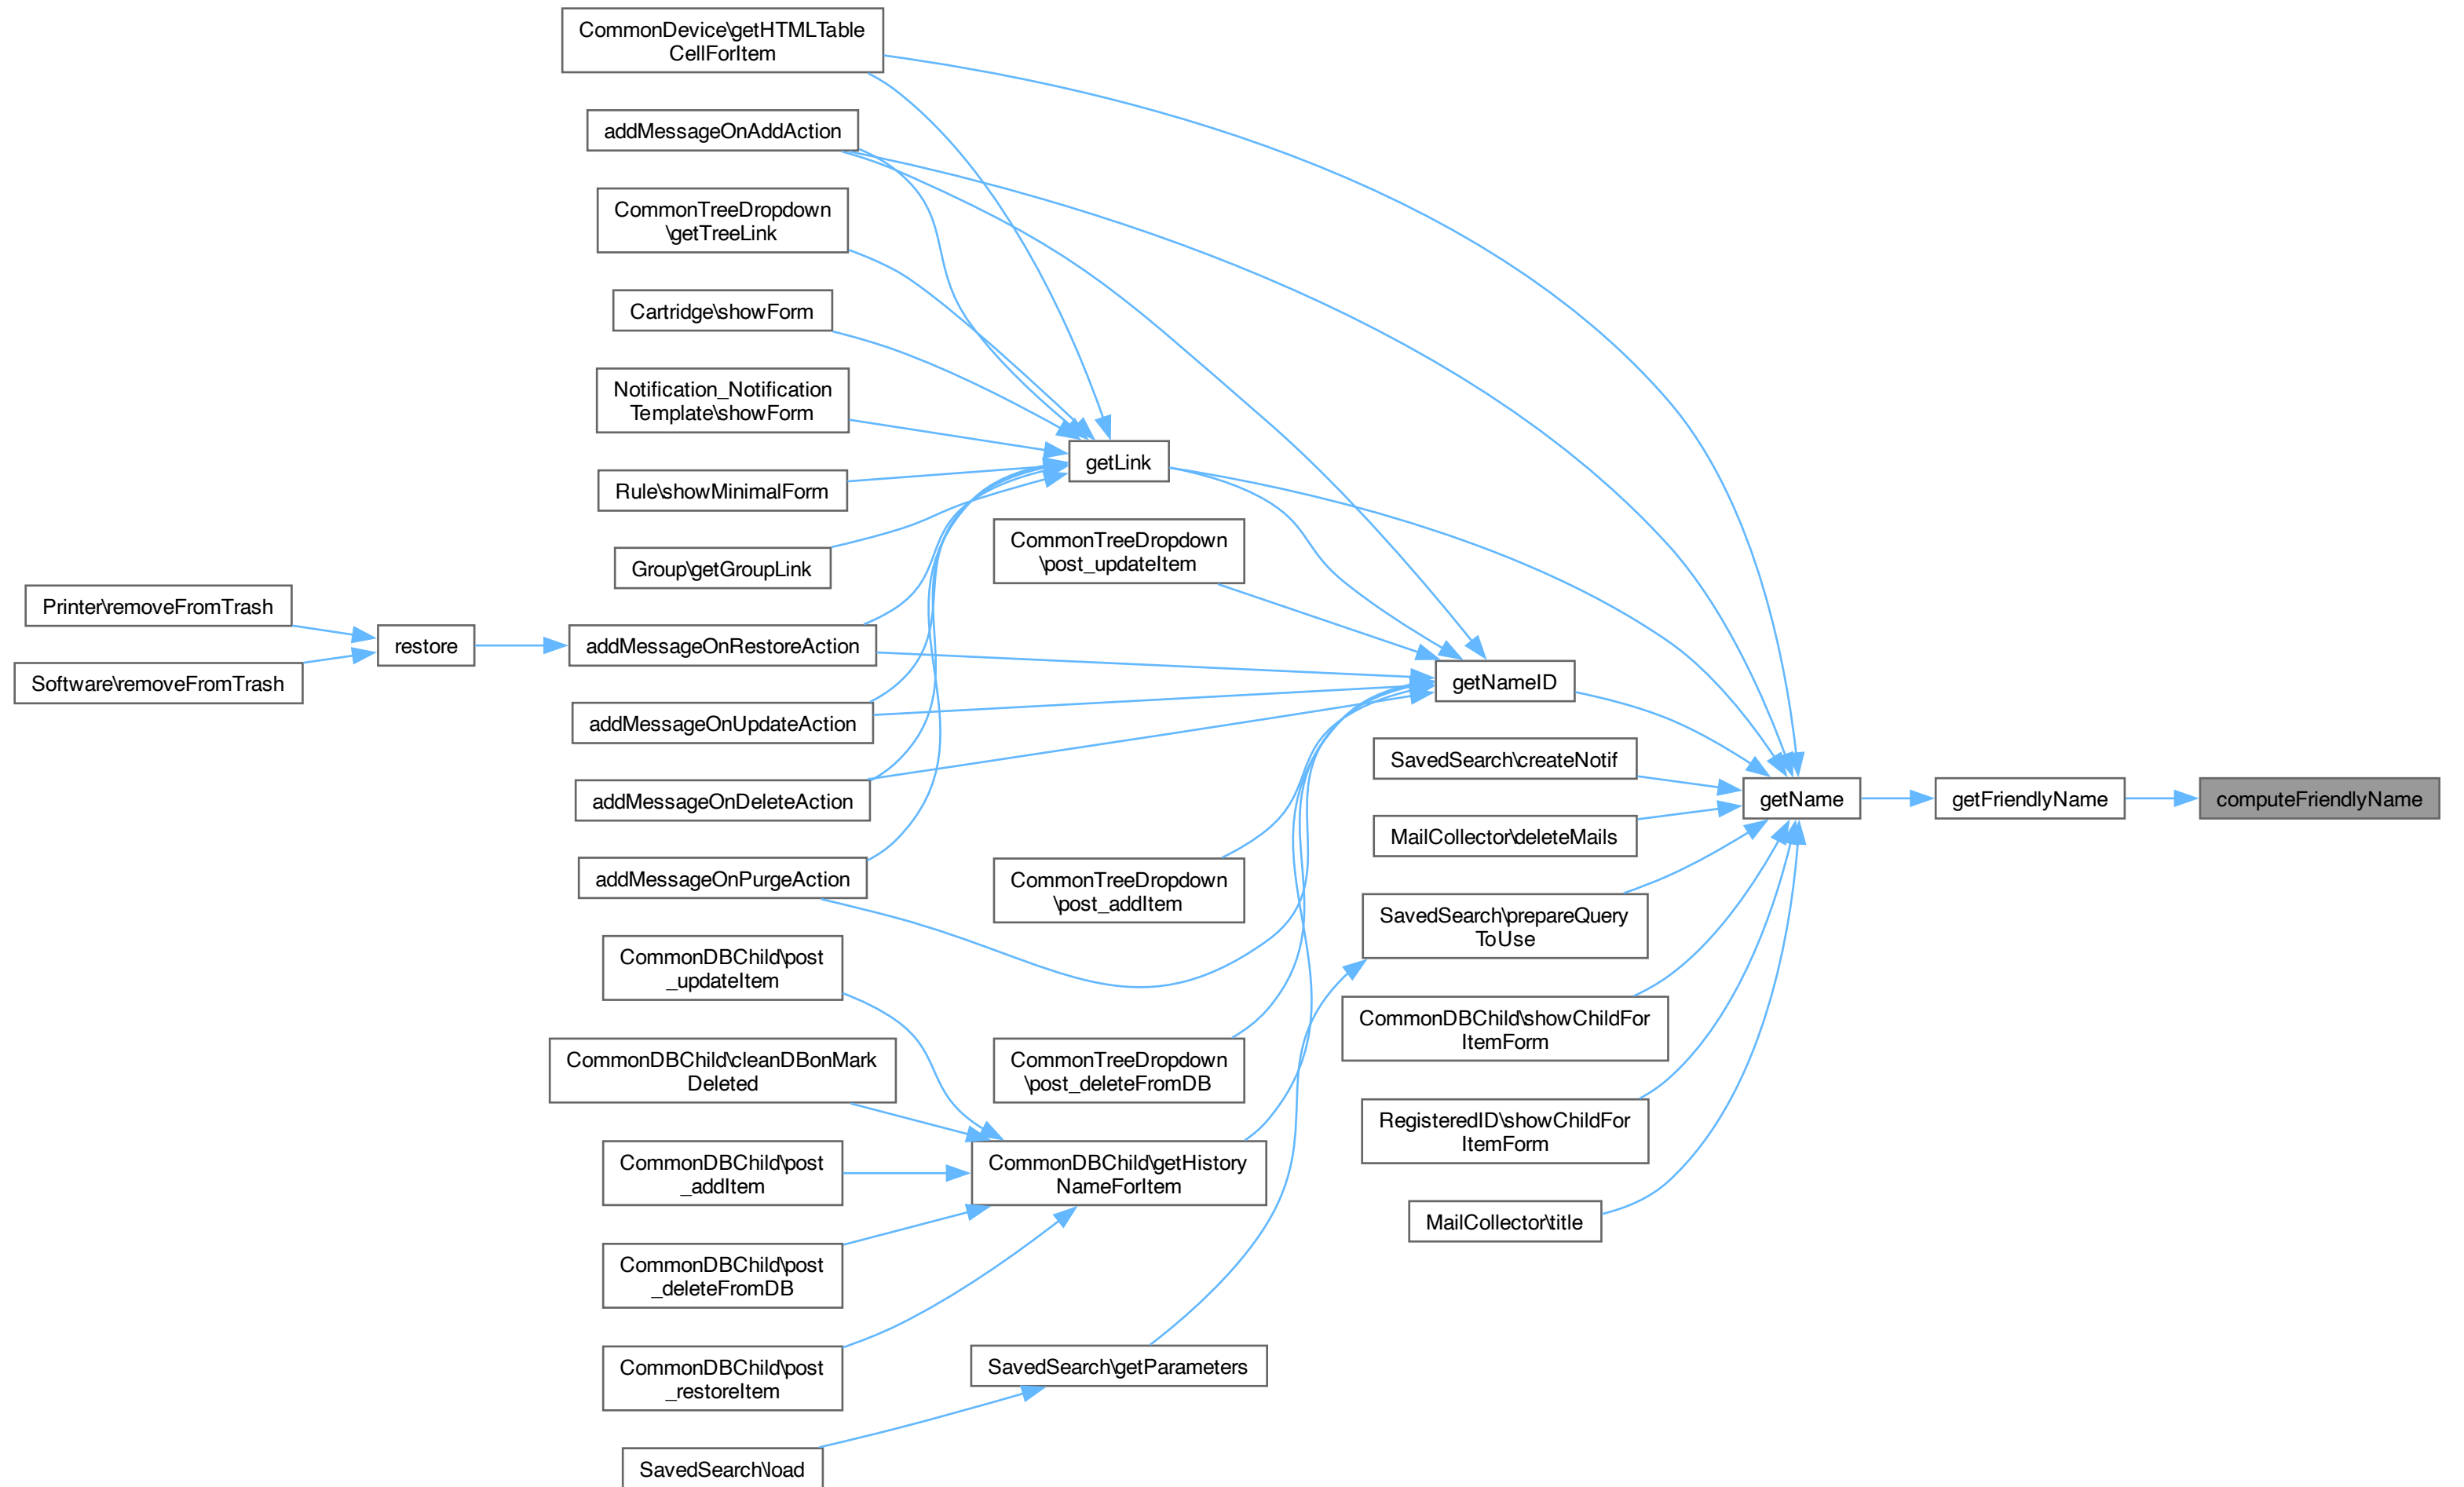 CommonDevice\getHTMLTable
CellForItem
addMessageOnAddAction
CommonTreeDropdown
\getTreeLink
Cartridge\showForm
Notification_Notification
Template\showForm
Rule\showMinimalForm
Group\getGroupLink
addMessageOnRestoreAction
addMessageOnUpdateAction
addMessageOnDeleteAction
addMessageOnPurgeAction
CommonDBChild\post
_updateItem
CommonDBChild\cleanDBonMark
Deleted
CommonDBChild\post
_addItem
CommonDBChild\post
_deleteFromDB
CommonDBChild\post
_restoreItem
SavedSearch\load
Printer\removeFromTrash
Software\removeFromTrash
restore
getLink
CommonTreeDropdown
\post_updateItem
CommonTreeDropdown
\post_addItem
CommonTreeDropdown
\post_deleteFromDB
CommonDBChild\getHistory
NameForItem
SavedSearch\getParameters
getNameID
SavedSearch\createNotif
MailCollector\deleteMails
SavedSearch\prepareQuery
ToUse
CommonDBChild\showChildFor
ItemForm
RegisteredID\showChildFor
ItemForm
MailCollector\title
getName
getFriendlyName
computeFriendlyName